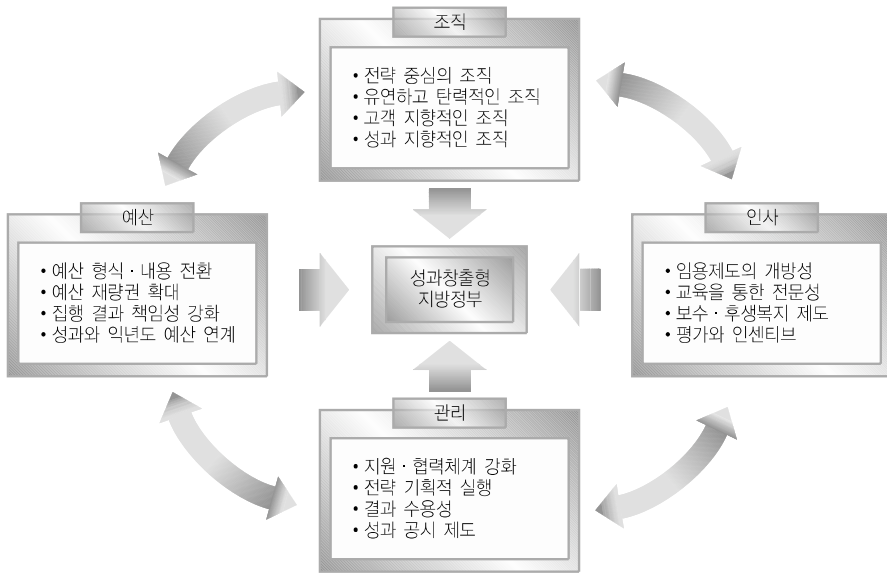 조직
• 전략 중심의 조직
• 유연하고 탄력적인 조직
• 고객 지향적인 조직
• 성과 지향적인 조직
예산
• 예산 형식·내용 전환
• 예산 재량권 확대
• 집행 결과 책임성 강화
• 성과와 익년도 예산 연계
성과창출형
지방정부
인사
• 임용제도의 개방성
• 교육을 통한 전문성
• 보수·후생복지 제도
• 평가와 인센티브
관리
• 지원·협력체계 강화
• 전략 기획적 실행
• 결과 수용성
• 성과 공시 제도